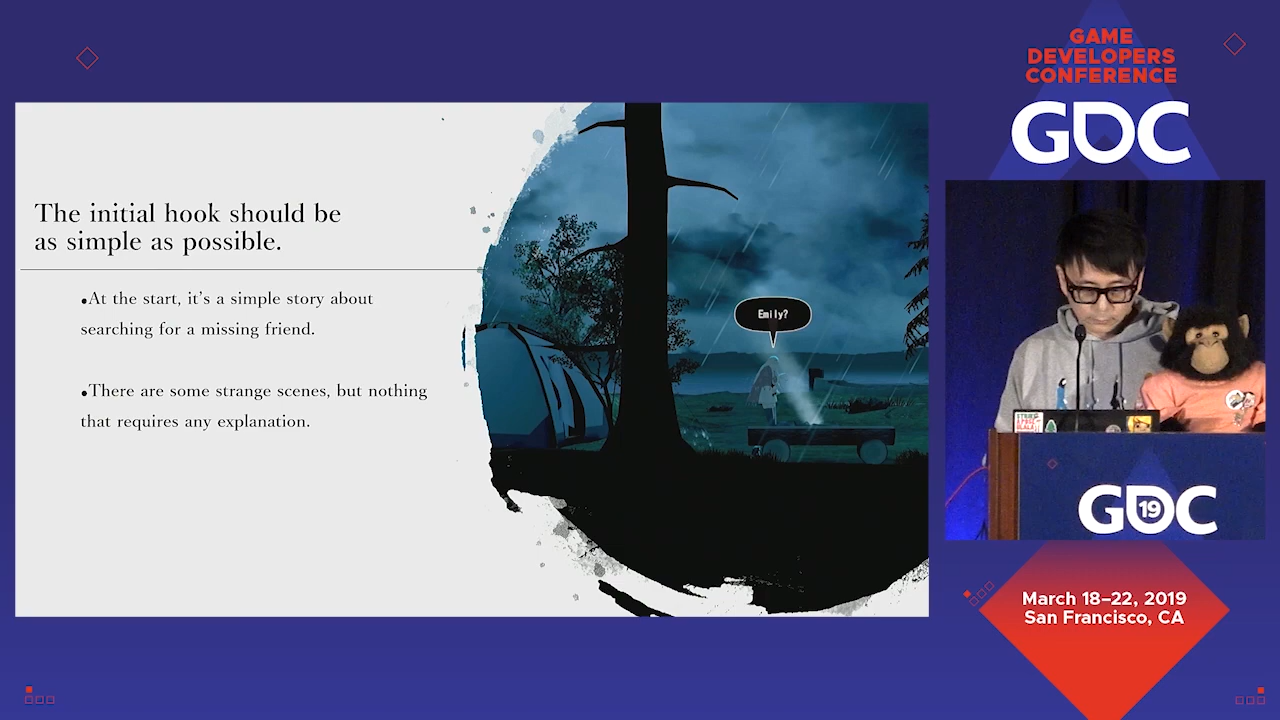 GAME
DEVELOPERS
CONFERENCE
GDC
The initial hook should be
as simple as possible.
•At the start, it’s a simple story about
searching for a missing friend.
•There are some strange scenes, but nothing
that requires any explanation.
Emily?
GDC
19
March 18–22, 2019
San Francisco, CA